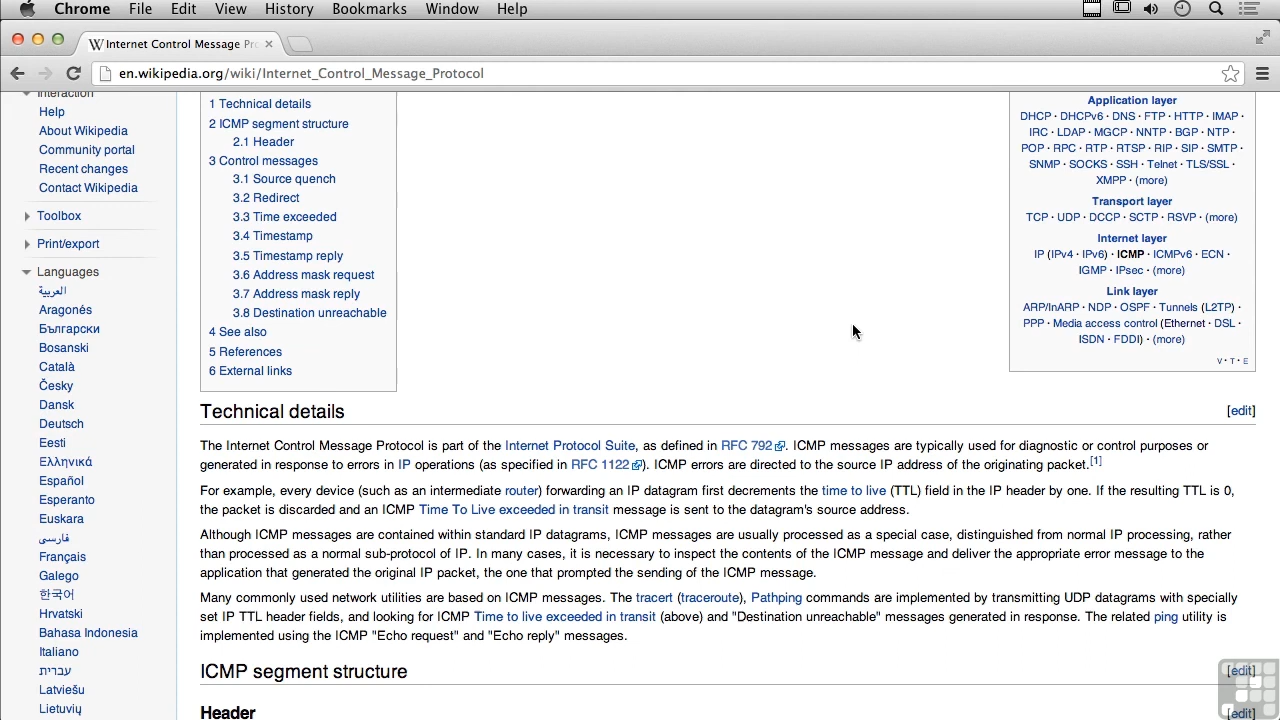 Chrome File Edit View History Bookmarks Window Help
Internet Control Message Pro
en.wikipedia.org/wiki/Internet_Control_Message_Protocol
Interaction
Help
About Wikipedia
Community portal
Recent changes
Contact Wikipedia
Toolbox
Print/export
Languages
العربية
Aragonés
Български
Bosanski
Català
Česky
Dansk
Deutsch
Eesti
Ελληνικά
Español
Esperanto
Euskara
فارسی
Français
Galego
한국어
Hrvatski
Bahasa Indonesia
Italiano
עברית
Latviešu
Lietuvių
1 Technical details
2 ICMP segment structure
2.1 Header
3 Control messages
3.1 Source quench
3.2 Redirect
3.3 Time exceeded
3.4 Timestamp
3.5 Timestamp reply
3.6 Address mask request
3.7 Address mask reply
3.8 Destination unreachable
4 See also
5 References
6 External links
Application layer
DHCP · DHCPv6 · DNS · FTP · HTTP · IMAP ·
IRC · LDAP · MGCP · NNTP · BGP · NTP ·
POP · RPC · RTP · RTSP · RIP · SIP · SMTP ·
SNMP · SOCKS · SSH · Telnet · TLS/SSL ·
XMPP · (more)
Transport layer
TCP · UDP · DCCP · SCTP · RSVP · (more)
Internet layer
IP (IPv4 · IPv6) · ICMP · ICMPv6 · ECN ·
IGMP · IPsec · (more)
Link layer
ARP/InARP · NDP · OSPF · Tunnels (L2TP) ·
PPP · Media access control (Ethernet · DSL ·
ISDN · FDDI) · (more)
V · T · E
Technical details [edit]
The Internet Control Message Protocol is part of the Internet Protocol Suite, as defined in RFC 792. ICMP messages are typically used for diagnostic or control purposes or
generated in response to errors in IP operations (as specified in RFC 1122). ICMP errors are directed to the source IP address of the originating packet.[1]
For example, every device (such as an intermediate router) forwarding an IP datagram first decrements the time to live (TTL) field in the IP header by one. If the resulting TTL is 0,
the packet is discarded and an ICMP Time To Live exceeded in transit message is sent to the datagram's source address.
Although ICMP messages are contained within standard IP datagrams, ICMP messages are usually processed as a special case, distinguished from normal IP processing, rather
than processed as a normal sub-protocol of IP. In many cases, it is necessary to inspect the contents of the ICMP message and deliver the appropriate error message to the
application that generated the original IP packet, the one that prompted the sending of the ICMP message.
Many commonly used network utilities are based on ICMP messages. The tracert (traceroute), Pathping commands are implemented by transmitting UDP datagrams with specially
set IP TTL header fields, and looking for ICMP Time to live exceeded in transit (above) and "Destination unreachable" messages generated in response. The related ping utility is
implemented using the ICMP "Echo request" and "Echo reply" messages.
ICMP segment structure [edit]
Header [edit]